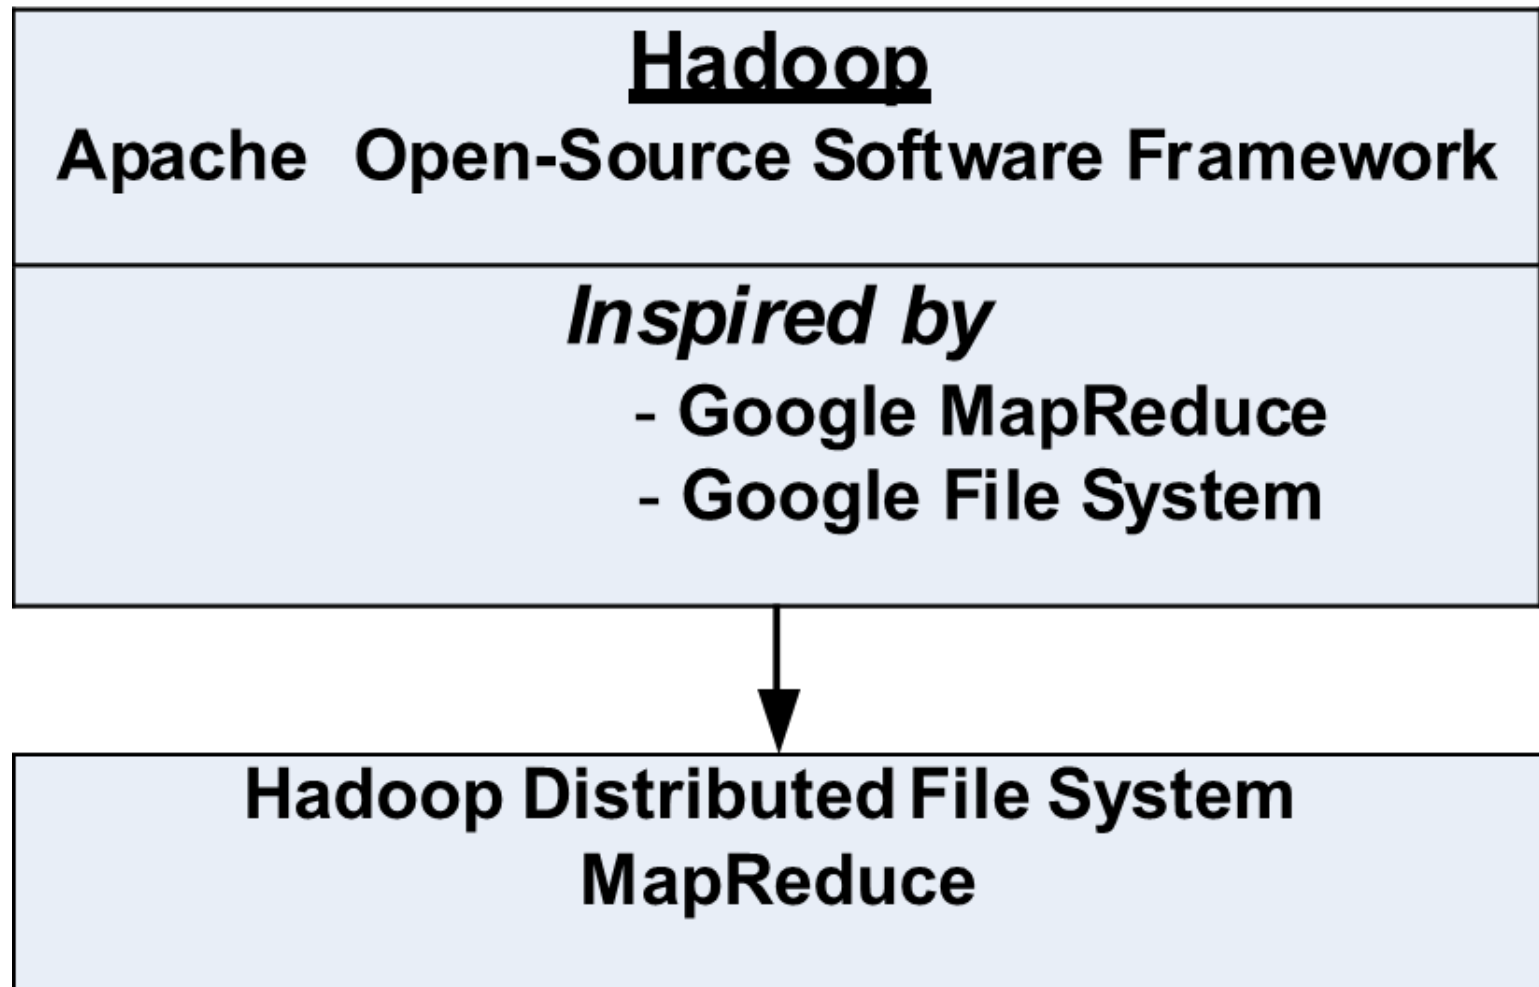 Hadoop
Apache Open-Source Software Framework
Inspired by
- Google MapReduce
- Google File System
Hadoop Distributed File System
MapReduce